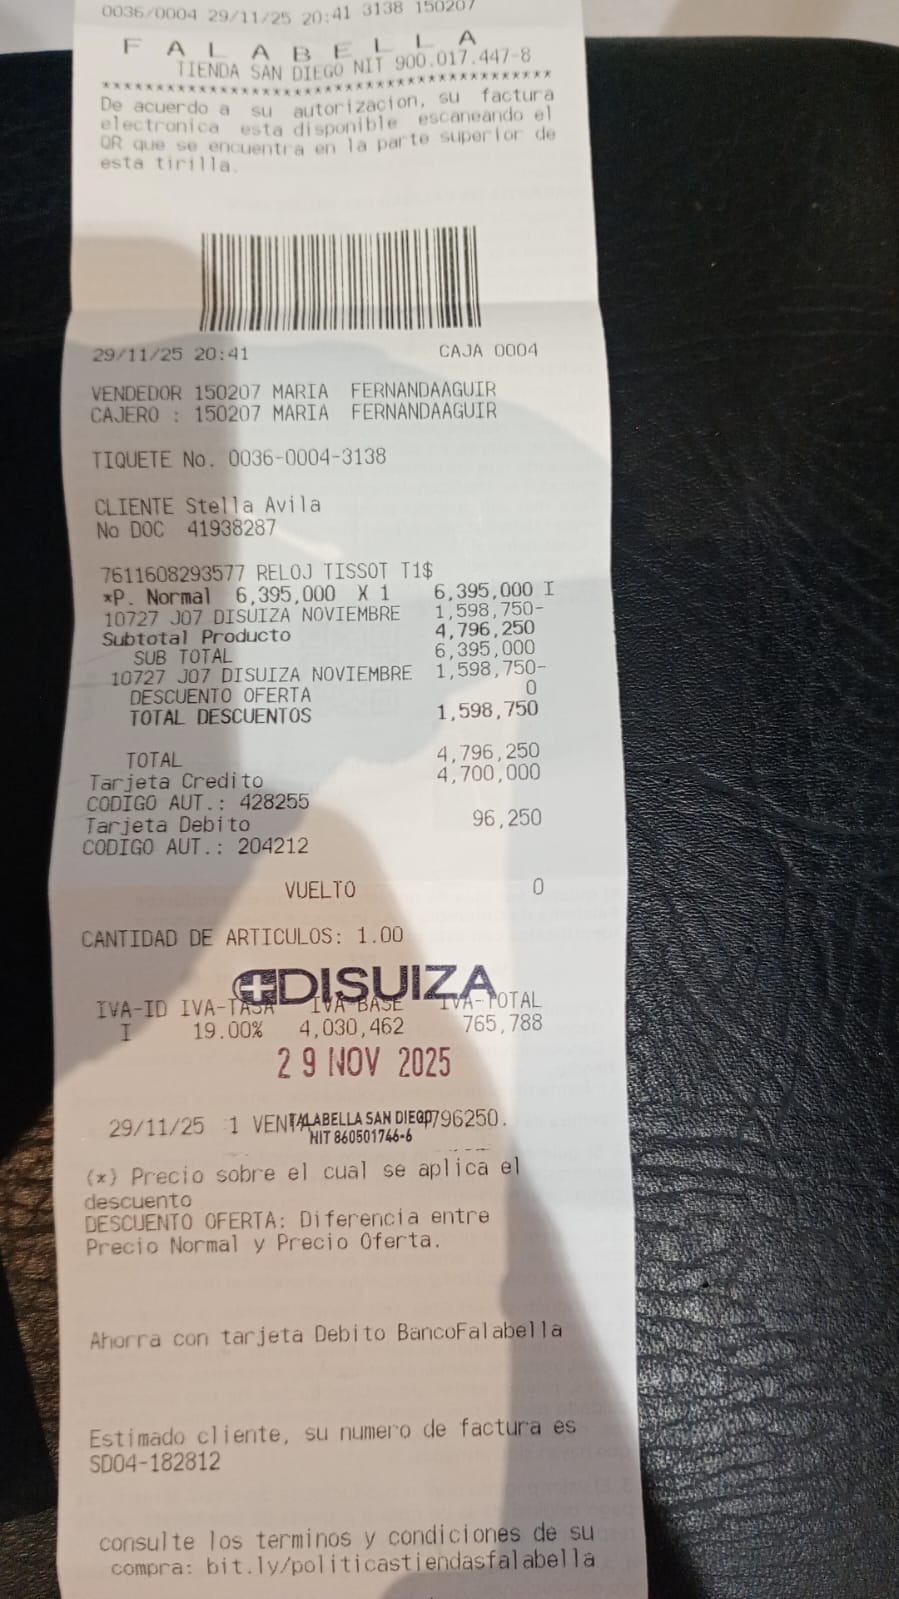 0036/0004 29/11/25 20:41 3138 150207
F A L A B E L L A
TIENDA SAN DIEGO NIT 900.017.447-8
**************************************************
De acuerdo a su autorizacion, su factura
electronica esta disponible escaneando el
QR que se encuentra en la parte superior de
esta tirilla.
29/11/25 20:41 CAJA 0004
VENDEDOR 150207 MARIA FERNANDAAGUIR
CAJERO : 150207 MARIA FERNANDAAGUIR
TIQUETE No. 0036-0004-3138
CLIENTE Stella Avila
No DOC 41938287
7611608293577 RELOJ TISSOT T1$
*P. Normal 6,395,000 X 1 6,395,000 I
10727 J07 DISUIZA NOVIEMBRE 1,598,750-
Subtotal Producto 4,796,250
SUB TOTAL 6,395,000
10727 J07 DISUIZA NOVIEMBRE 1,598,750-
DESCUENTO OFERTA 0
TOTAL DESCUENTOS 1,598,750
TOTAL 4,796,250
Tarjeta Credito 4,700,000
CODIGO AUT.: 428255
Tarjeta Debito 96,250
CODIGO AUT.: 204212
VUELTO 0
CANTIDAD DE ARTICULOS: 1.00
DISUIZA
IVA-ID IVA-TASA IVA-BASE IVA-TOTAL
I 19.00% 4,030,462 765,788
29 NOV 2025
29/11/25 1 796250.
FALABELLA SAN DIEGO
NIT 860501746-6
(*) Precio sobre el cual se aplica el
descuento
DESCUENTO OFERTA: Diferencia entre
Precio Normal y Precio Oferta.
Ahorra con tarjeta Debito BancoFalabella
Estimado cliente, su numero de factura es
SD04-182812
consulte los terminos y condiciones de su
compra: bit.ly/politicastiendasfalabella